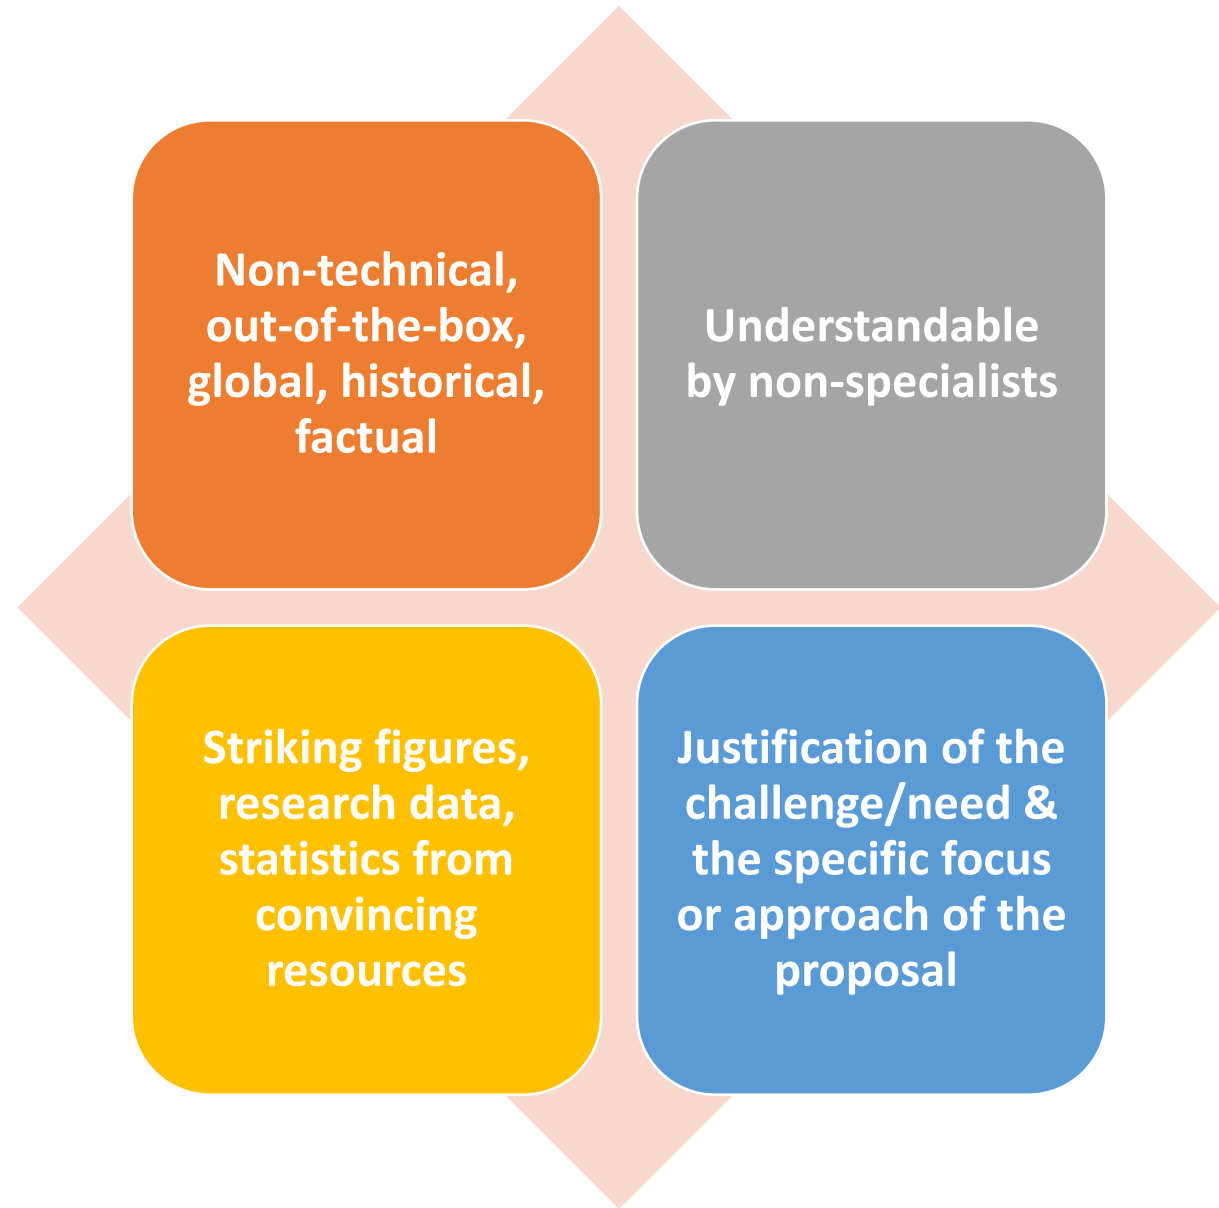 Non-technical,
out-of-the-box,
global, historical,
factual
Understandable
by non-specialists
Striking figures,
research data,
statistics from
convincing
resources
Justification of the
challenge/need &
the specific focus
or approach of the
proposal